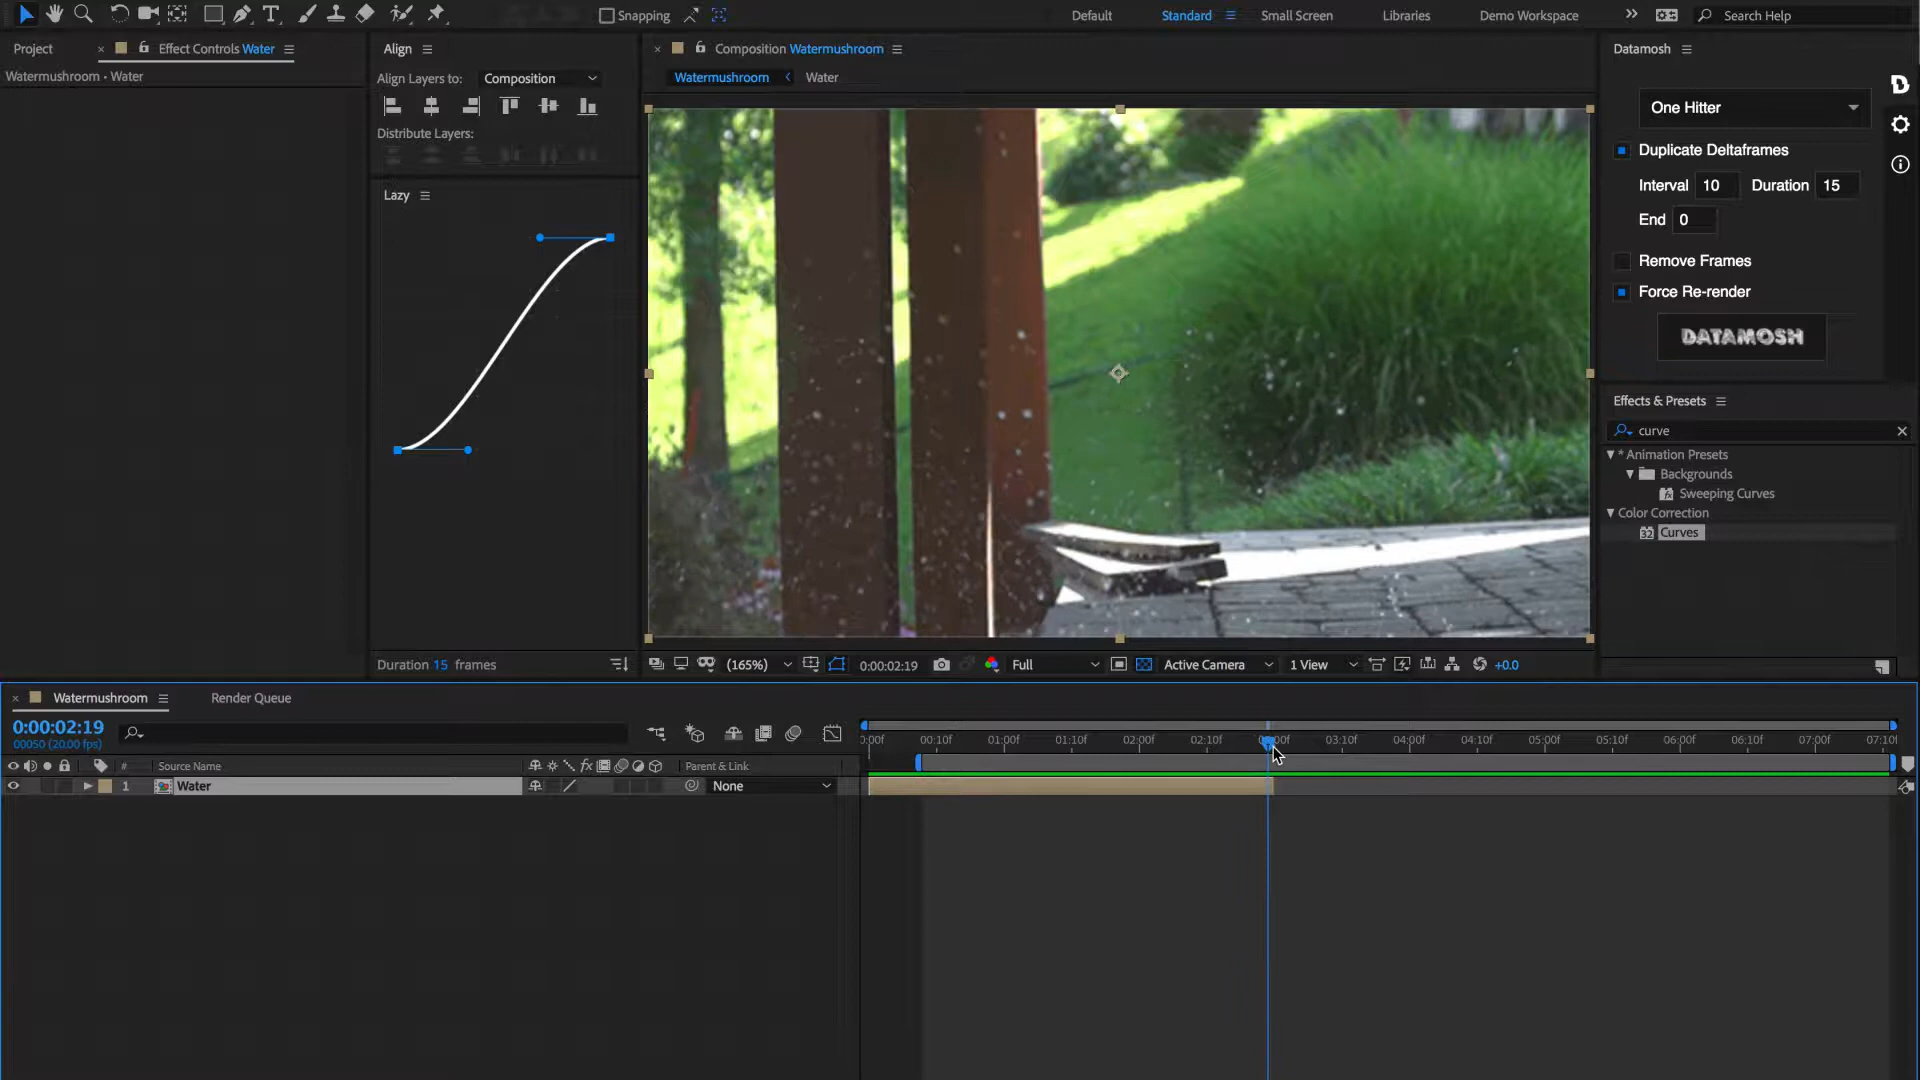 Snapping
Default
Standard
Small Screen
Libraries
Demo Workspace
Search Help
Project
Effect Controls Water
Watermushroom • Water
Align
Align Layers to: Composition
Distribute Layers:
Lazy
Duration 15 frames
Composition Watermushroom
Watermushroom
Water
(165%)
0:00:02:19
Full
Active Camera
1 View
+0.0
Datamosh
One Hitter
Duplicate Deltaframes
Interval 10 Duration 15
End 0
Remove Frames
Force Re-render
DATAMOSH
Effects & Presets
curve
* Animation Presets
Backgrounds
Sweeping Curves
Color Correction
32 Curves
Watermushroom
Render Queue
0:00:02:19
00050 (20.00 fps)
# Source Name
fx
Parent & Link
1 Water
None
0:00f 00:10f 01:00f 01:10f 02:00f 02:10f 03:10f 04:00f 04:10f 05:00f 05:10f 06:00f 06:10f 07:00f 07:10